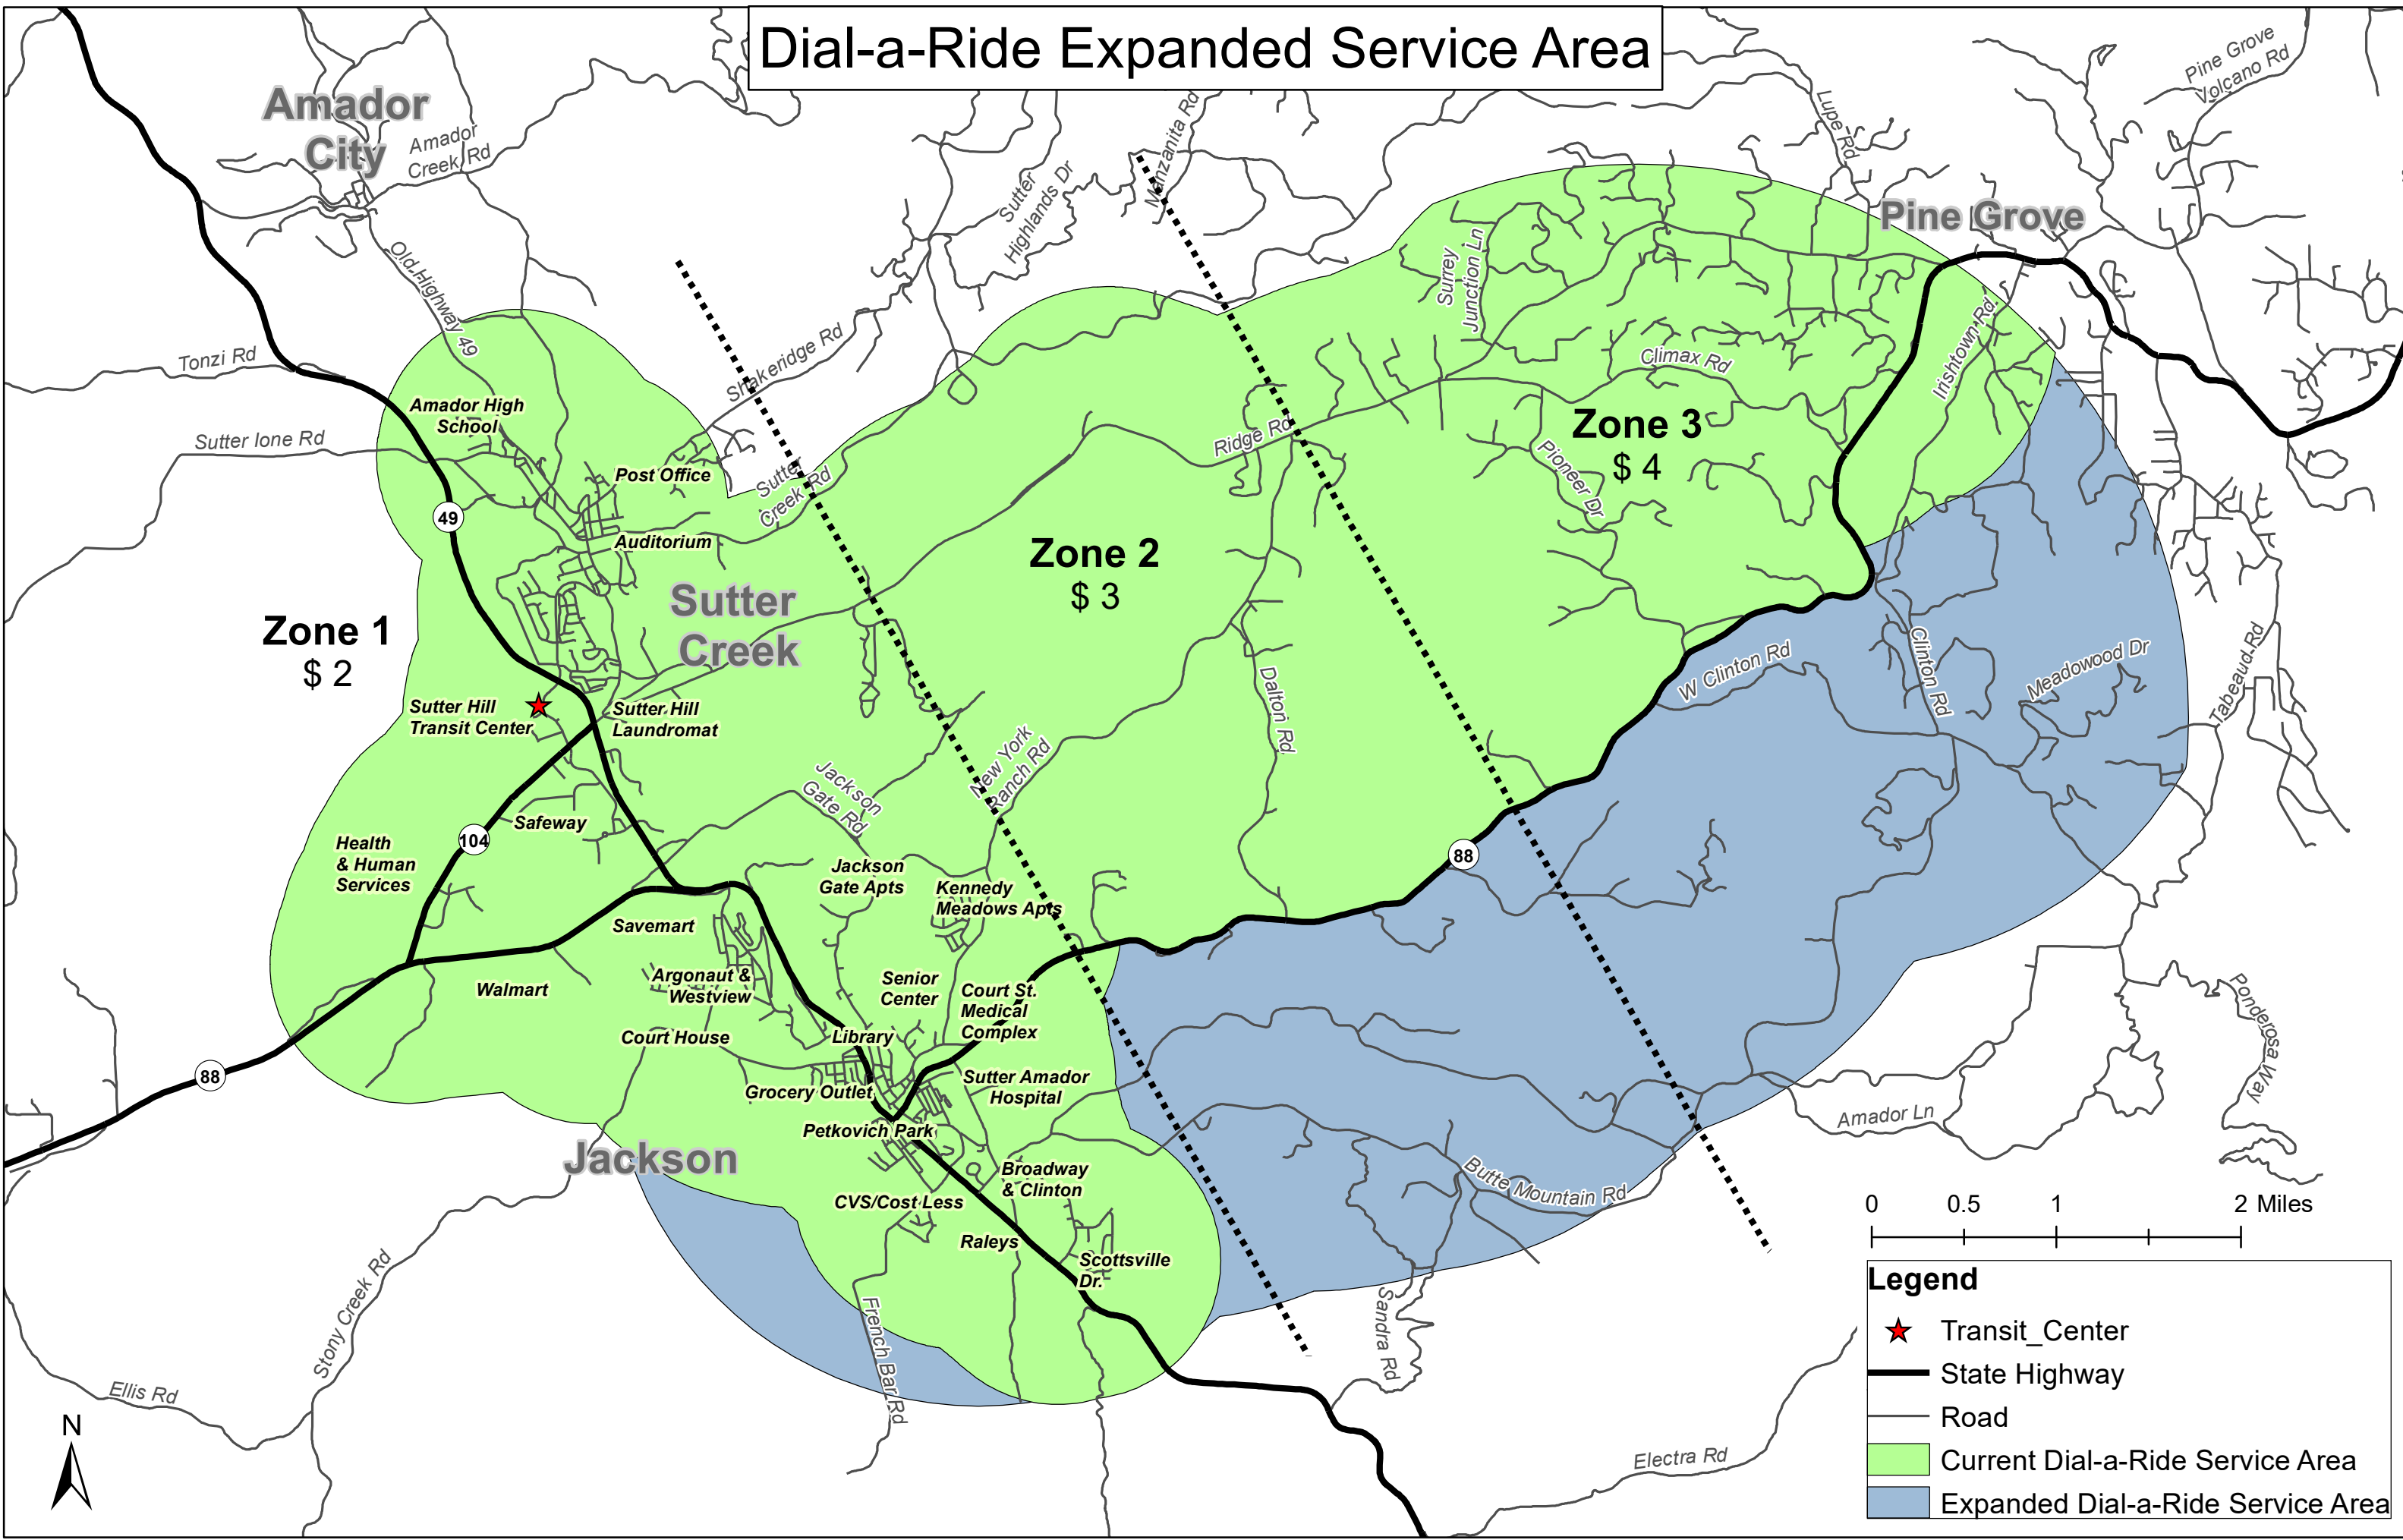 Dial-a-Ride Expanded Service Area
Amador
City
Amador
Creek Rd
Old Highway 49
Tonzi Rd
Sutter Ione Rd
Amador High
School
Post Office
Auditorium
49
Shakeridge Rd
Sutter
Creek Rd
Sutter
Highlands Dr
Manzanita Rd
Lupe Rd
Pine Grove
Volcano Rd
Pine Grove
Surrey
Junction Ln
Climax Rd
Irishtown Rd
Ridge Rd
Pioneer Dr
Zone 3
$ 4
Zone 2
$ 3
Zone 1
$ 2
Sutter
Creek
Sutter Hill
Transit Center
Sutter Hill
Laundromat
Dalton Rd
New York
Ranch Rd
Jackson
Gate Rd
W Clinton Rd
Clinton Rd
Meadowood Dr
Tabeaud Rd
Safeway
104
Health
& Human
Services
Jackson
Gate Apts
Kennedy
Meadows Apts
88
Savemart
Walmart
Argonaut &
Westview
Senior
Center
Court St.
Medical
Complex
Court House
Library
88
Grocery Outlet
Sutter Amador
Hospital
Petkovich Park
Jackson
Broadway
& Clinton
CVS/Cost Less
Raleys
Scottsville
Dr.
Butte Mountain Rd
Amador Ln
Ponderosa Way
Sandra Rd
French Bar Rd
Stony Creek Rd
Ellis Rd
Electra Rd
N
0 0.5 1 2 Miles
Legend
Transit_Center
State Highway
Road
Current Dial-a-Ride Service Area
Expanded Dial-a-Ride Service Area